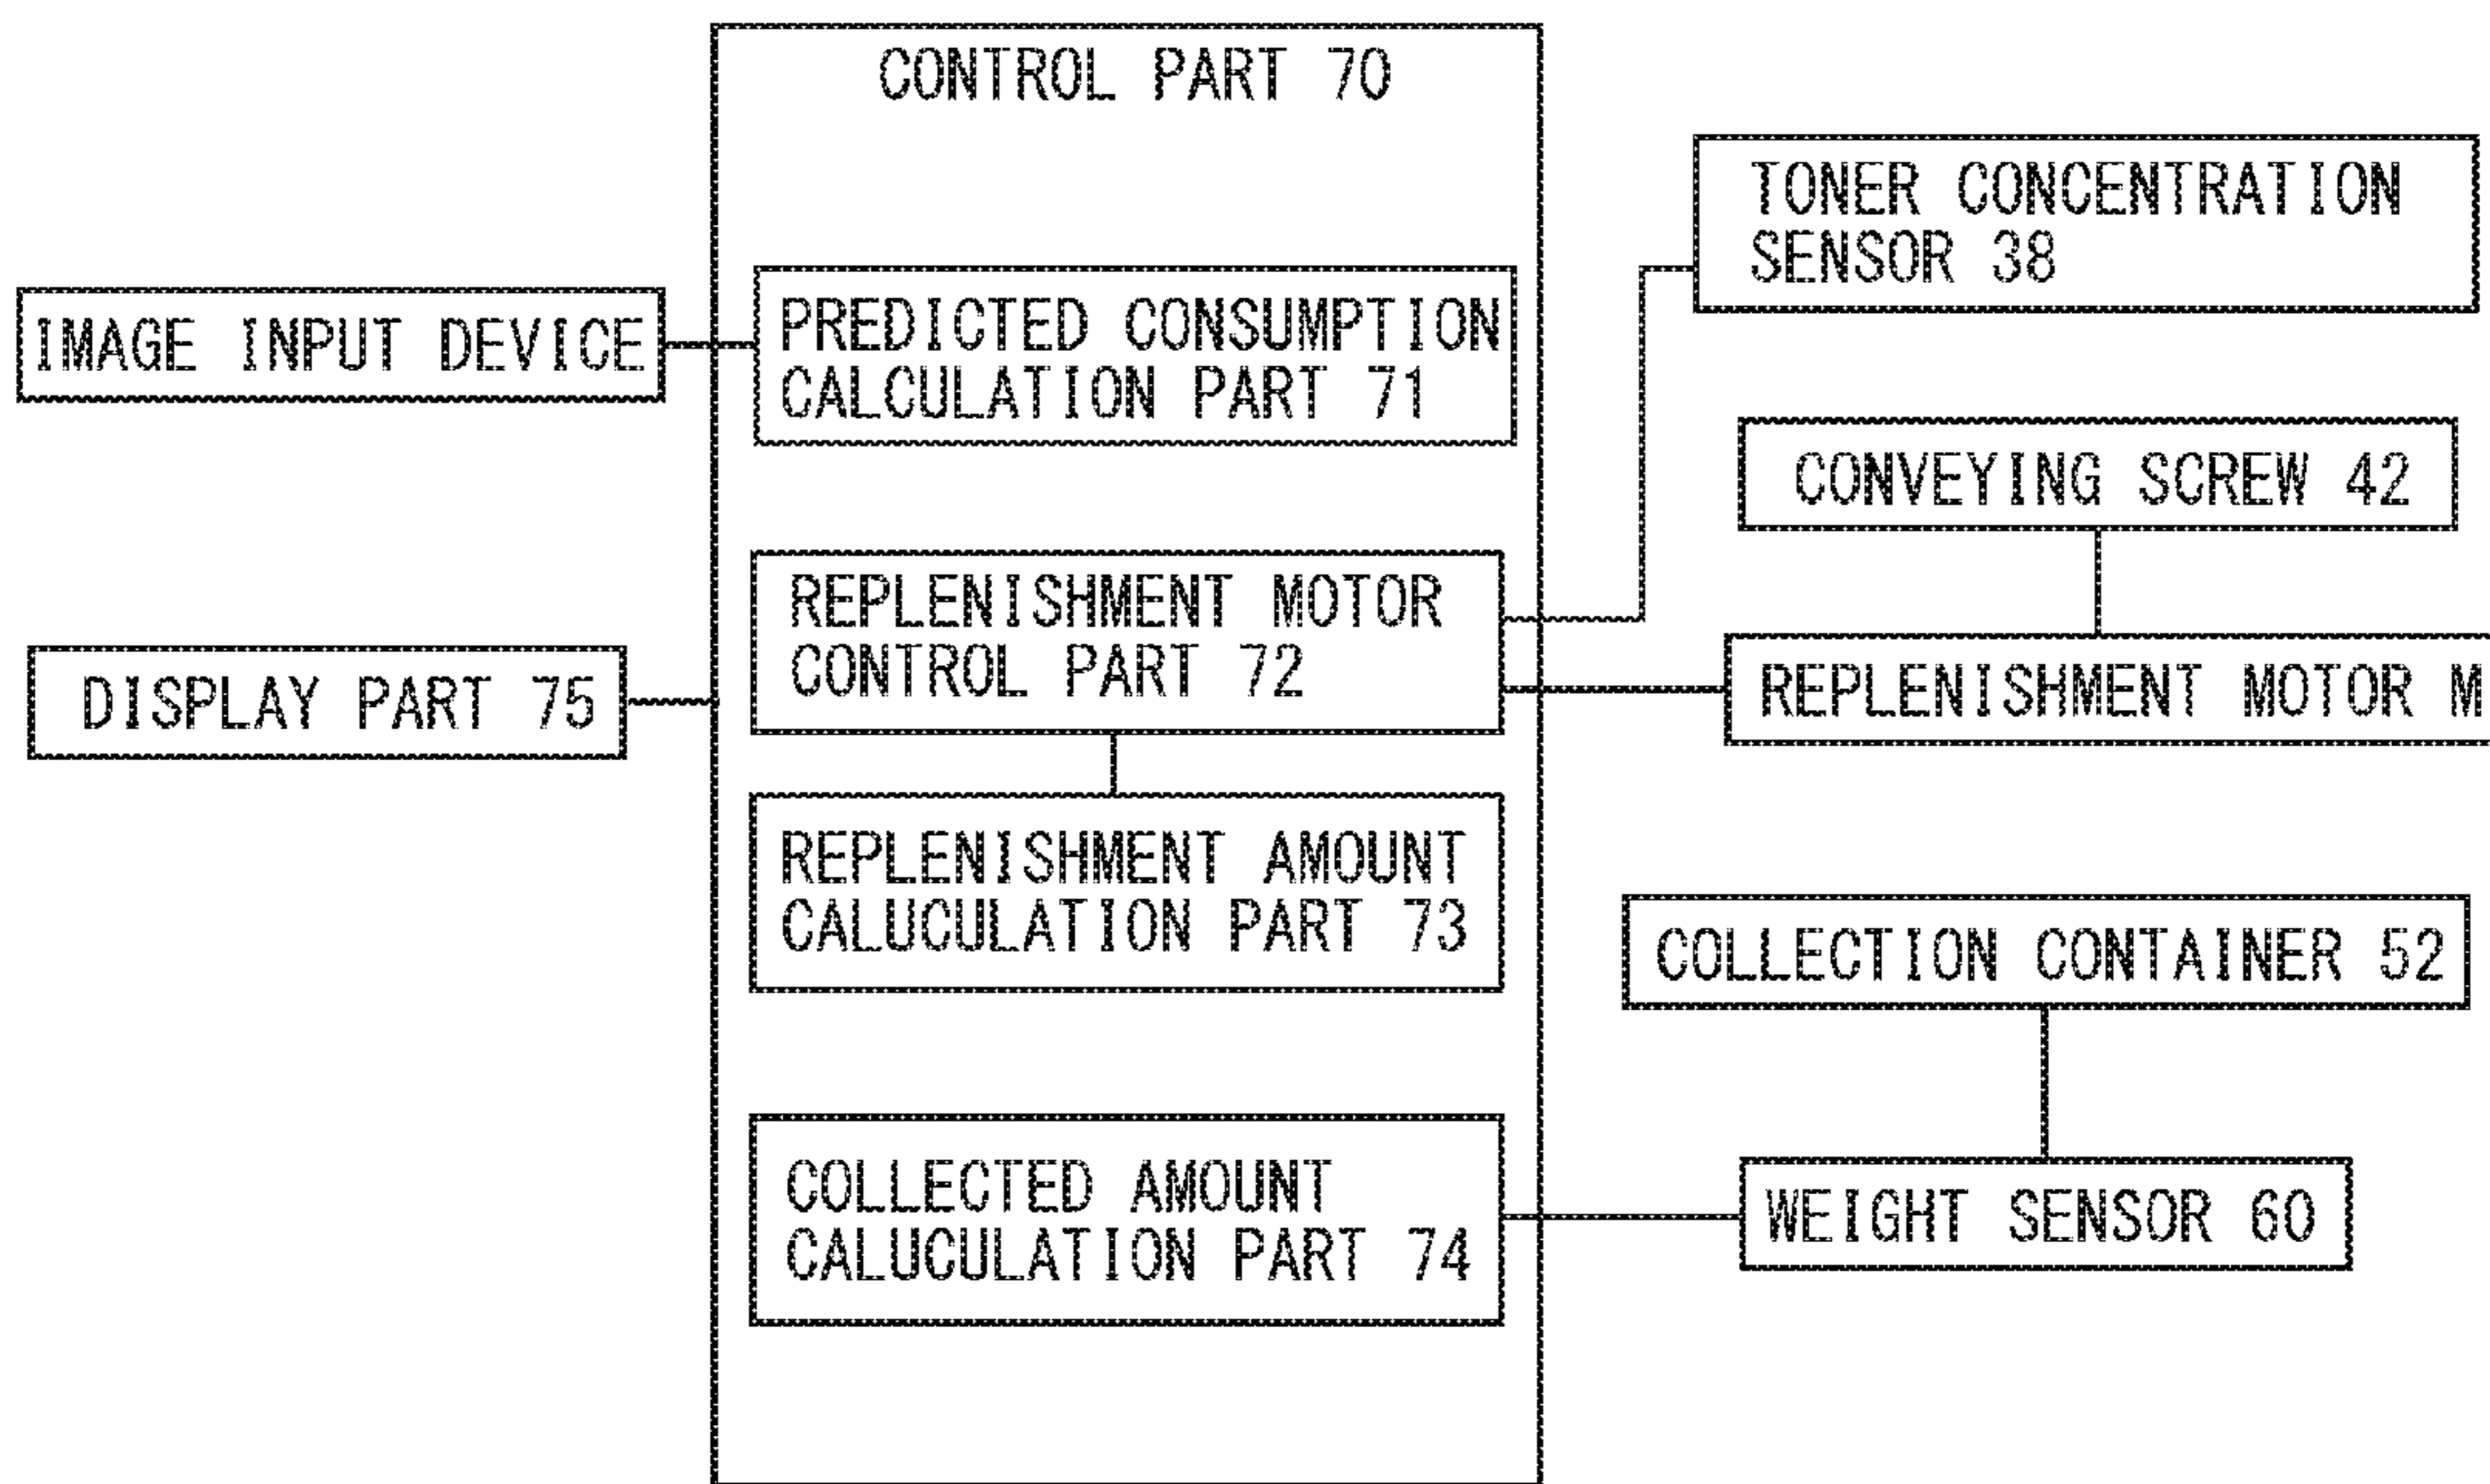 CONTROL PART 70
TONER CONCENTRATION
SENSOR 38
IMAGE INPUT DEVICE
PREDICTED CONSUMPTION
CALCULATION PART 71
CONVEYING SCREW 42
REPLENISHMENT MOTOR
CONTROL PART 72
DISPLAY PART 75
REPLENISHMENT MOTOR M
REPLENISHMENT AMOUNT
CALUCULATION PART 73
COLLECTION CONTAINER 52
COLLECTED AMOUNT
CALUCULATION PART 74
WEIGHT SENSOR 60